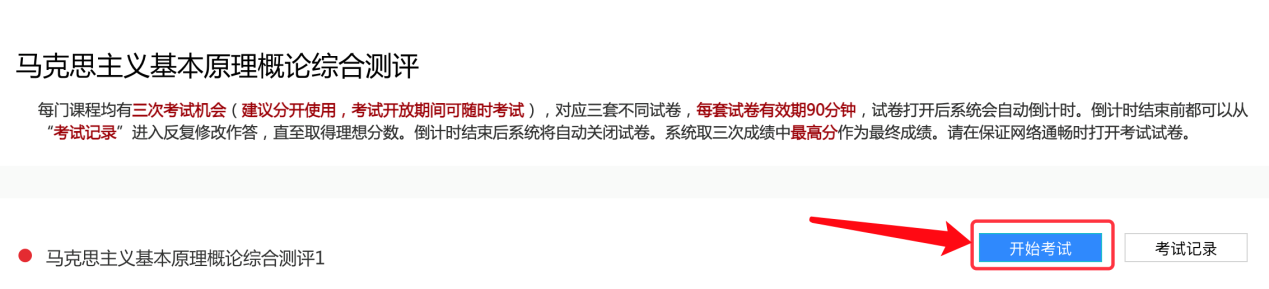 马克思主义基本原理概论综合测评
每门课程均有三次考试机会（建议分开使用，考试开放期间可随时考试），对应三套不同试卷，每套试卷有效期90分钟，试卷打开后系统会自动倒计时。倒计时结束前都可以从
“考试记录”进入反复修改作答，直至取得理想分数。倒计时结束后系统将自动关闭试卷。系统取三次成绩中最高分作为最终成绩。请在保证网络通畅时打开考试试卷。
马克思主义基本原理概论综合测评1
开始考试 考试记录